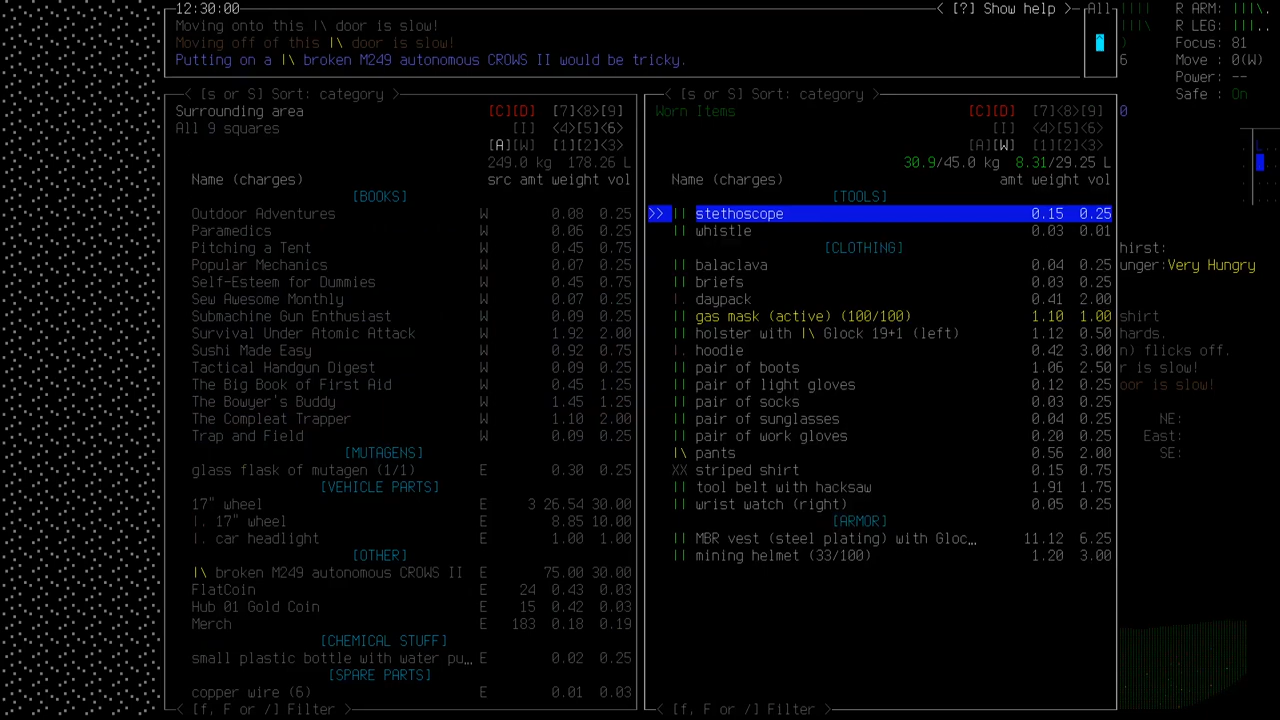 12:30:00 < [?] Show help > All R ARM: |||\.
Moving onto this |\ door is slow! R LEG: |||..
Moving off of this |\ door is slow! Focus: 81
Putting on a |\ broken M249 autonomous CROWS II would be tricky. 6 Move : 0(W)
Power: --
Safe : On
< [s or S] Sort: category > < [s or S] Sort: category >
Surrounding area [C][D] [7]<8>[9] Worn Items [C][D] [7]<8>[9] 0
All 9 squares [I] <4>[5]<6> [I] <4>[5]<6>
[A][W] [1][2]<3> [A][W] [1][2]<3>
249.0 kg 178.26 L 30.9/45.0 kg 8.31/29.25 L
Name (charges) src amt weight vol Name (charges) amt weight vol
[BOOKS] [TOOLS]
Outdoor Adventures W 0.08 0.25 >> || stethoscope 0.15 0.25
Paramedics W 0.06 0.25 || whistle 0.03 0.01
Pitching a Tent W 0.45 0.75 [CLOTHING] hirst:
Popular Mechanics W 0.07 0.25 || balaclava 0.04 0.25 unger:Very Hungry
Self-Esteem for Dummies W 0.38 0.75 || briefs 0.03 0.25
Sew Awesome Monthly W 0.07 0.25 |. daypack 0.41 2.00
Submachine Gun Enthusiast W 0.09 0.25 || gas mask (active) (100/100) 1.10 1.00 shirt
Survival Under Atomic Attack W 1.92 2.00 || holster with |\ Glock 19+1 (left) 1.12 0.50 hards.
Sushi Made Easy W 0.92 0.75 |. hoodie 0.42 3.00 n) flicks off.
Tactical Handgun Digest W 0.09 0.25 || pair of boots 1.06 2.50 r is slow!
The Big Book of First Aid W 0.45 1.25 || pair of light gloves 0.12 0.25 oor is slow!
The Bowyer's Buddy W 1.45 1.25 || pair of socks 0.03 0.25
The Compleat Trapper W 1.10 2.00 || pair of sunglasses 0.04 0.25 NE:
Trap and Field W 0.09 0.25 || pair of work gloves 0.20 0.25 East:
[MUTAGENS] |\ pants 0.56 2.00 SE:
glass flask of mutagen (1/1) E 0.30 0.25 XX striped shirt 0.15 0.75
[VEHICLE PARTS] || tool belt with hacksaw 1.91 1.75
17" wheel E 3 26.54 30.00 || wrist watch (right) 0.05 0.25
|. 17" wheel E 8.85 10.00 [ARMOR]
|. car headlight E 1.00 1.00 || MBR vest (steel plating) with Gloc… 11.12 6.25
[OTHER] || mining helmet (33/100) 1.20 3.00
|\ broken M249 autonomous CROWS II E 75.00 30.00
FlatCoin E 24 0.43 0.03
Hub 01 Gold Coin E 15 0.42 0.03
Merch E 183 0.18 0.19
[CHEMICAL STUFF]
small plastic bottle with water pu… E 0.02 0.25
[SPARE PARTS]
copper wire (6) E 0.01 0.03
< [f, F or /] Filter > < [f, F or /] Filter >